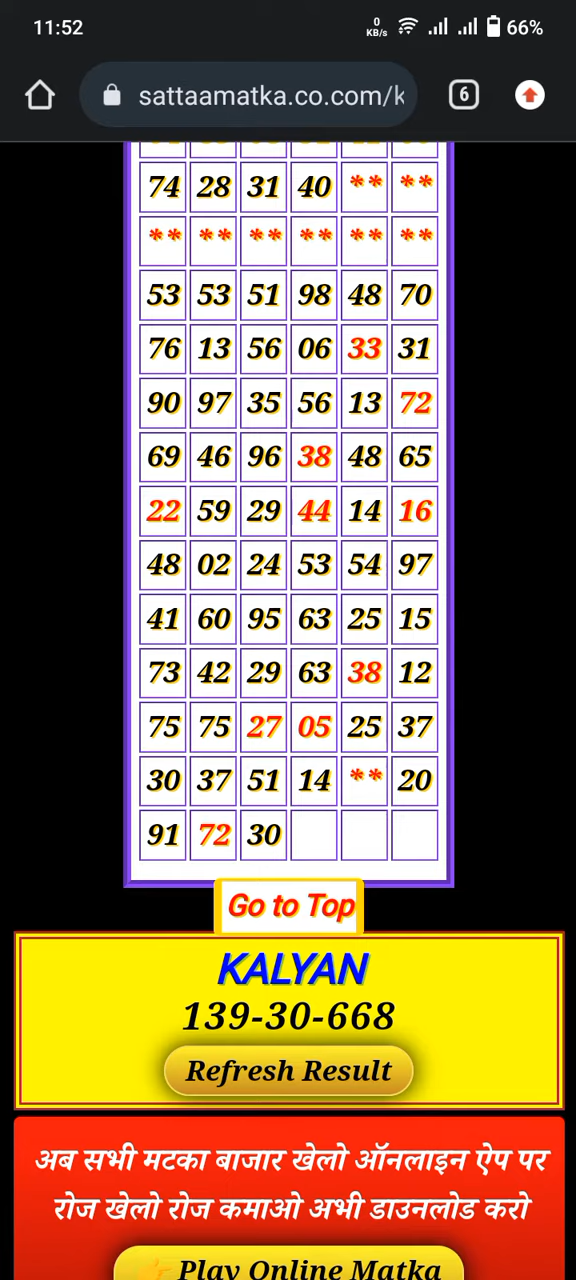 11:52
0 KB/s
66%
sattaamatka.co.com/k
6
74 28 31 40 ** **
** ** ** ** ** **
53 53 51 98 48 70
76 13 56 06 33 31
90 97 35 56 13 72
69 46 96 38 48 65
22 59 29 44 14 16
48 02 24 53 54 97
41 60 95 63 25 15
73 42 29 63 38 12
75 75 27 05 25 37
30 37 51 14 ** 20
91 72 30
Go to Top
KALYAN
139-30-668
Refresh Result
अब सभी मटका बाजार खेलो ऑनलाइन ऐप पर
रोज खेलो रोज कमाओ अभी डाउनलोड करो
👉 Play Online Matka